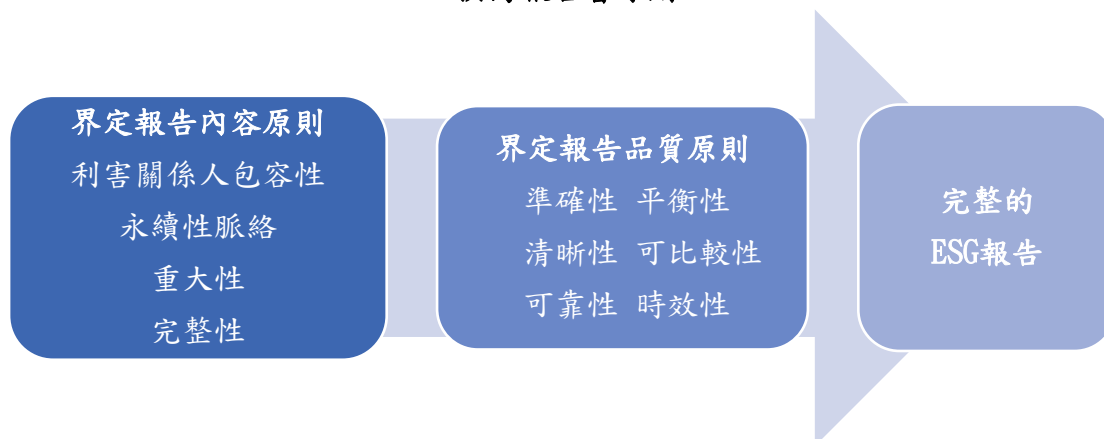 界定報告內容原則
利害關係人包容性
永續性脈絡
重大性
完整性
界定報告品質原則
準確性 平衡性
清晰性 可比較性
可靠性 時效性
完整的
ESG報告